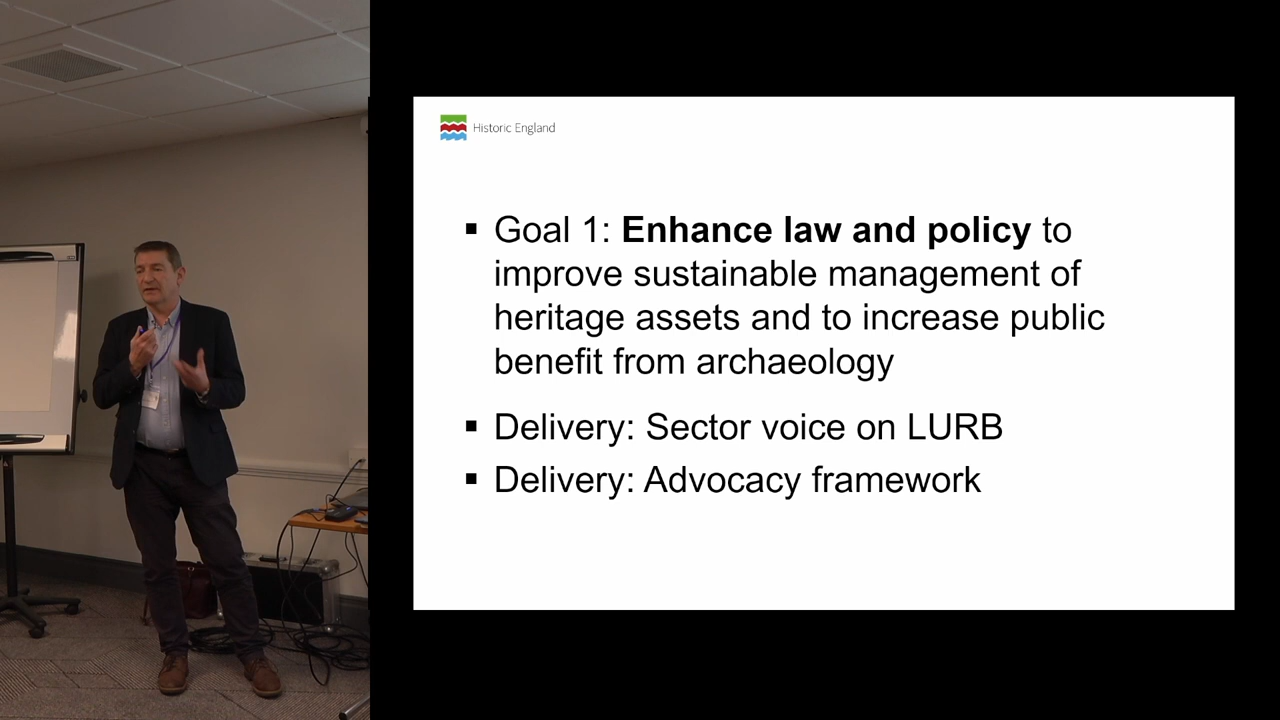 Historic England
▪ Goal 1: Enhance law and policy to
improve sustainable management of
heritage assets and to increase public
benefit from archaeology
▪ Delivery: Sector voice on LURB
▪ Delivery: Advocacy framework